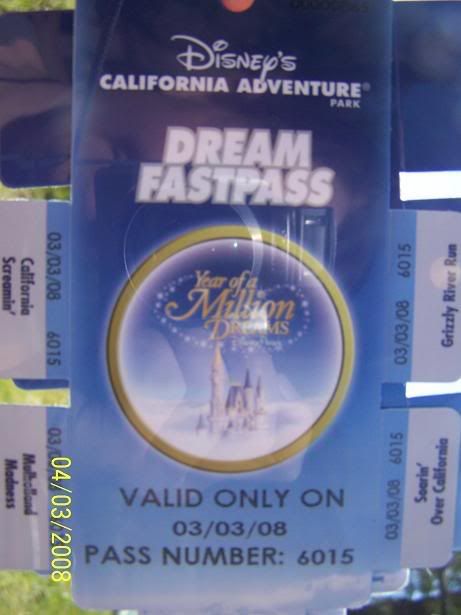 Disney's
CALIFORNIA ADVENTURE®
PARK
DREAM
FASTPASS
Year of a
Million
DREAMS
VALID ONLY ON
03/03/08
PASS NUMBER: 6015
03/03/08 6015
California
Screamin'
03/
Mulholland
Madness
03/03/08 6015
Grizzly River Run
03/03/08 6015
Soarin'
Over California
04/03/2008